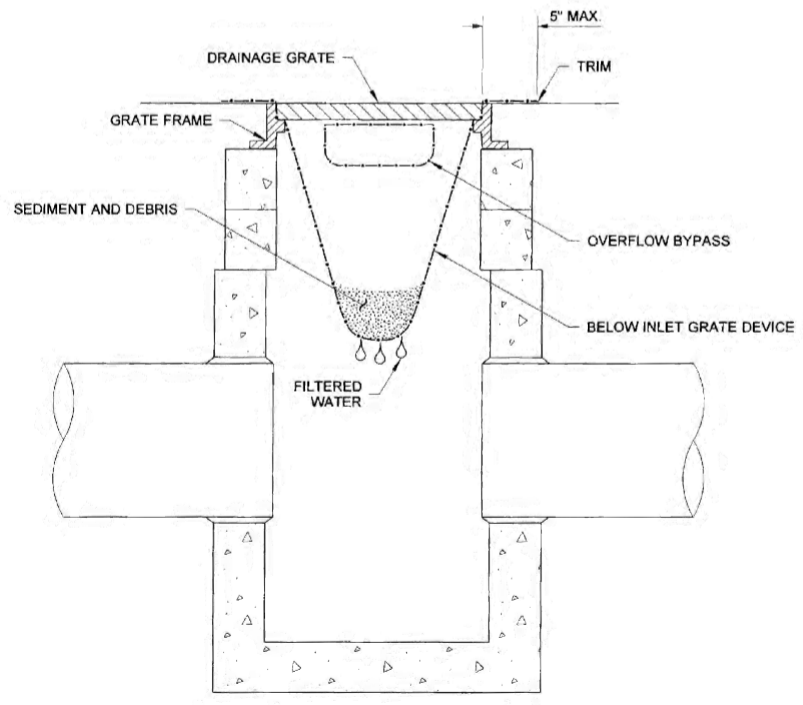 5" MAX.
DRAINAGE GRATE
TRIM
GRATE FRAME
SEDIMENT AND DEBRIS
OVERFLOW BYPASS
BELOW INLET GRATE DEVICE
FILTERED
WATER